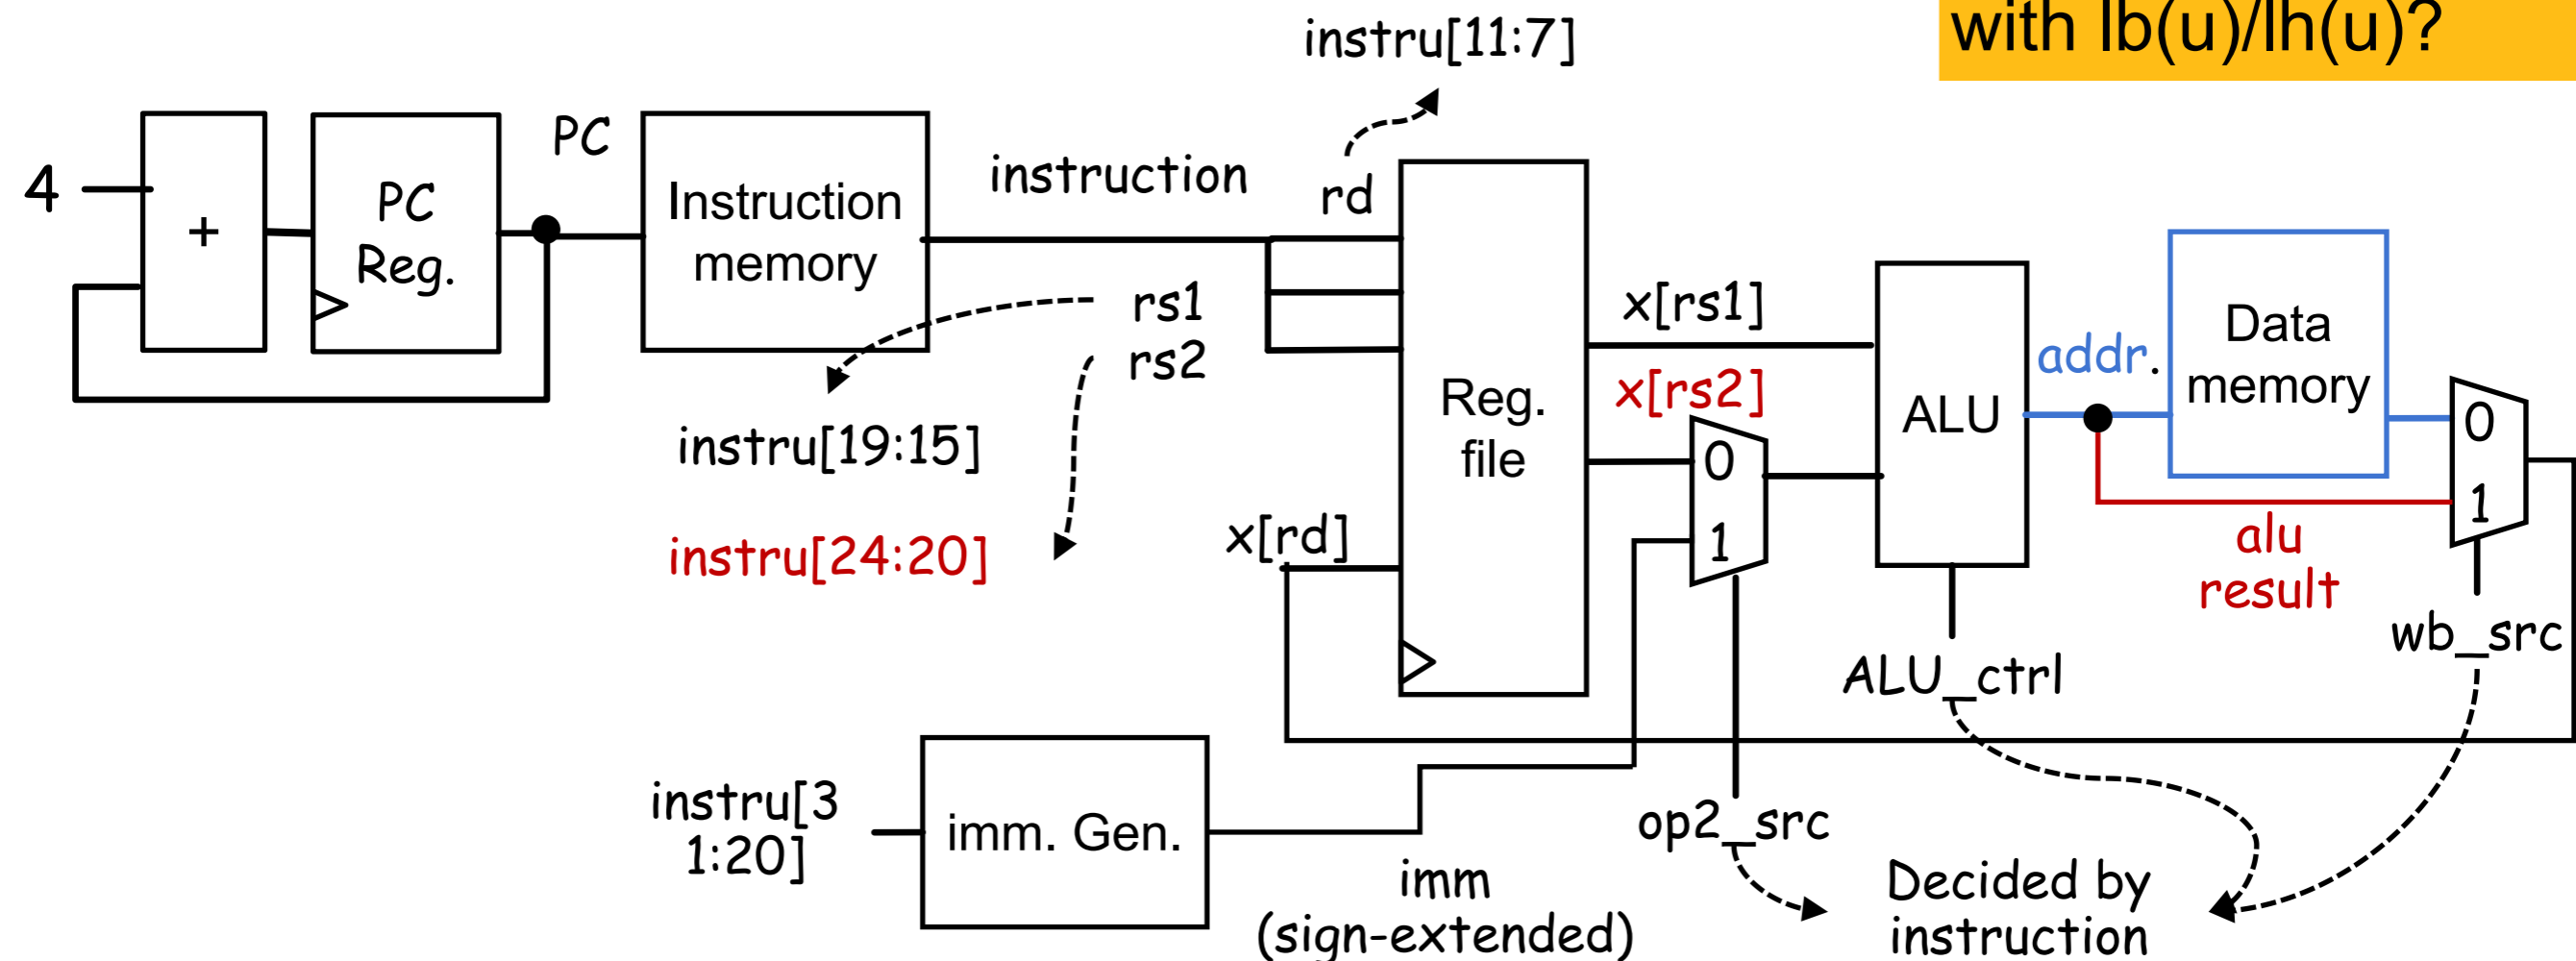 with lb(u)/lh(u)?
instru[11:7]
4
+
PC
Reg.
PC
Instruction
memory
instruction
rd
rs1
rs2
instru[19:15]
instru[24:20]
x[rd]
Reg.
file
x[rs1]
x[rs2]
0
1
ALU
addr.
Data
memory
0
1
alu
result
wb_src
ALU_ctrl
instru[3
1:20]
imm. Gen.
imm
(sign-extended)
op2_src
Decided by
instruction